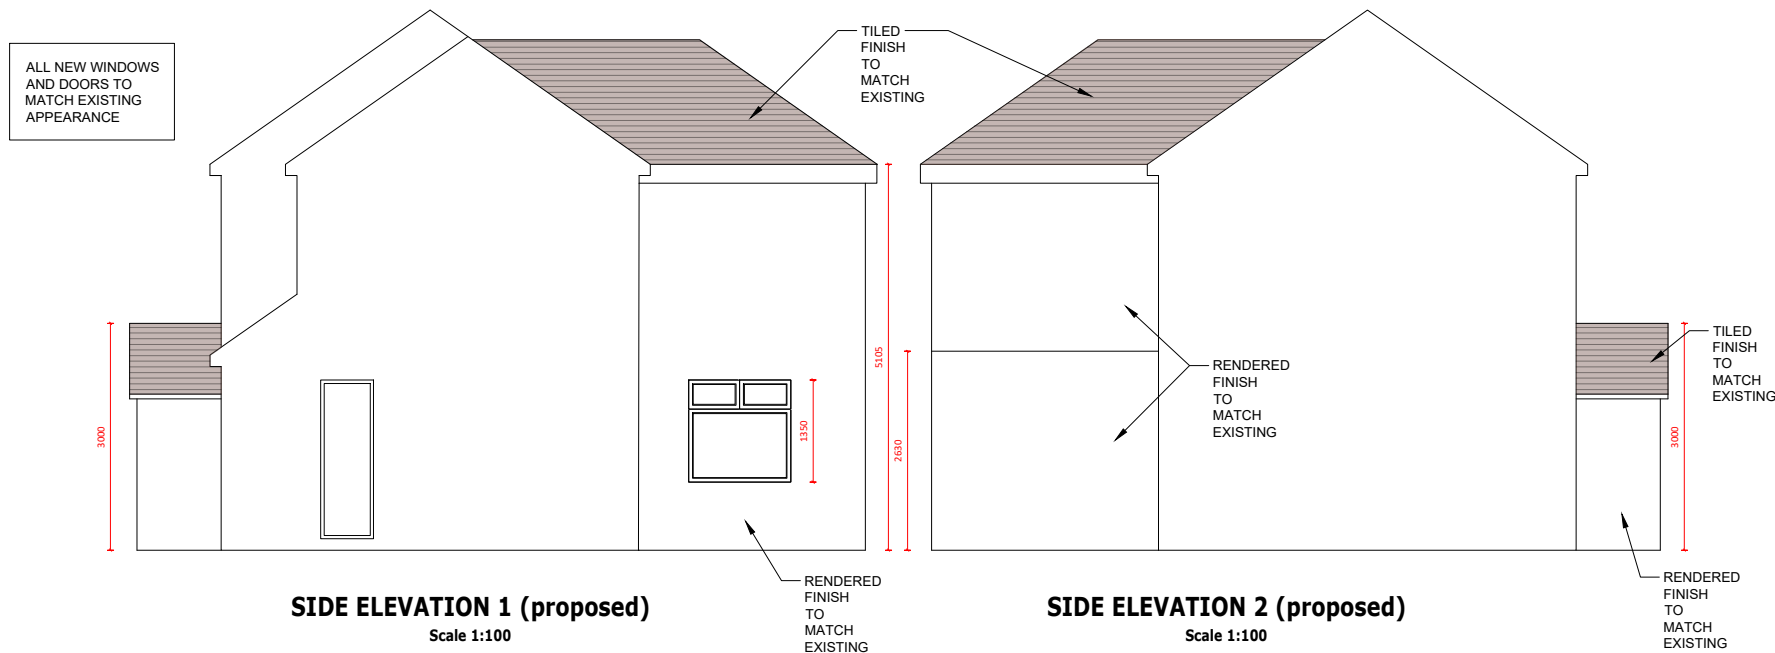 ALL NEW WINDOWS
AND DOORS TO
MATCH EXISTING
APPEARANCE
TILED
FINISH
TO
MATCH
EXISTING
3000
1350
5105
2630
RENDERED
FINISH
TO
MATCH
EXISTING
TILED
FINISH
TO
MATCH
EXISTING
3000
RENDERED
FINISH
TO
MATCH
EXISTING
RENDERED
FINISH
TO
MATCH
EXISTING
SIDE ELEVATION 1 (proposed)
Scale 1:100
SIDE ELEVATION 2 (proposed)
Scale 1:100